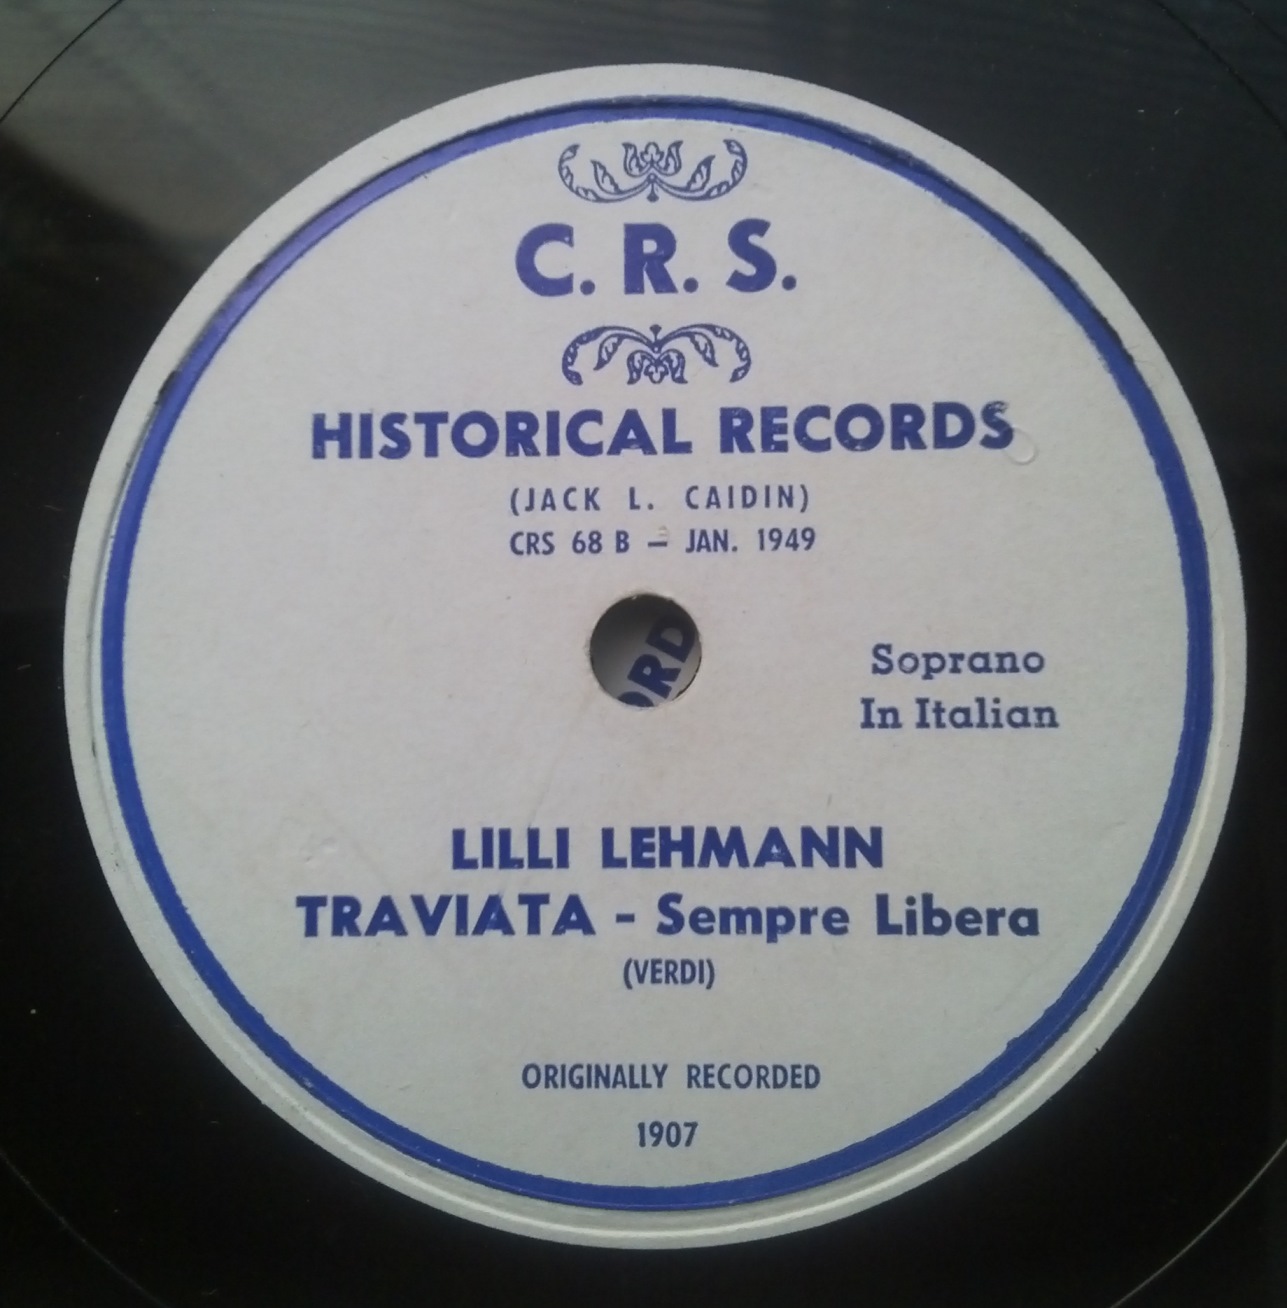 C. R. S.
HISTORICAL RECORDS
(JACK L. CAIDIN)
CRS 68 B – JAN. 1949
ORD
Soprano
In Italian
LILLI LEHMANN
TRAVIATA - Sempre Libera
(VERDI)
ORIGINALLY RECORDED
1907